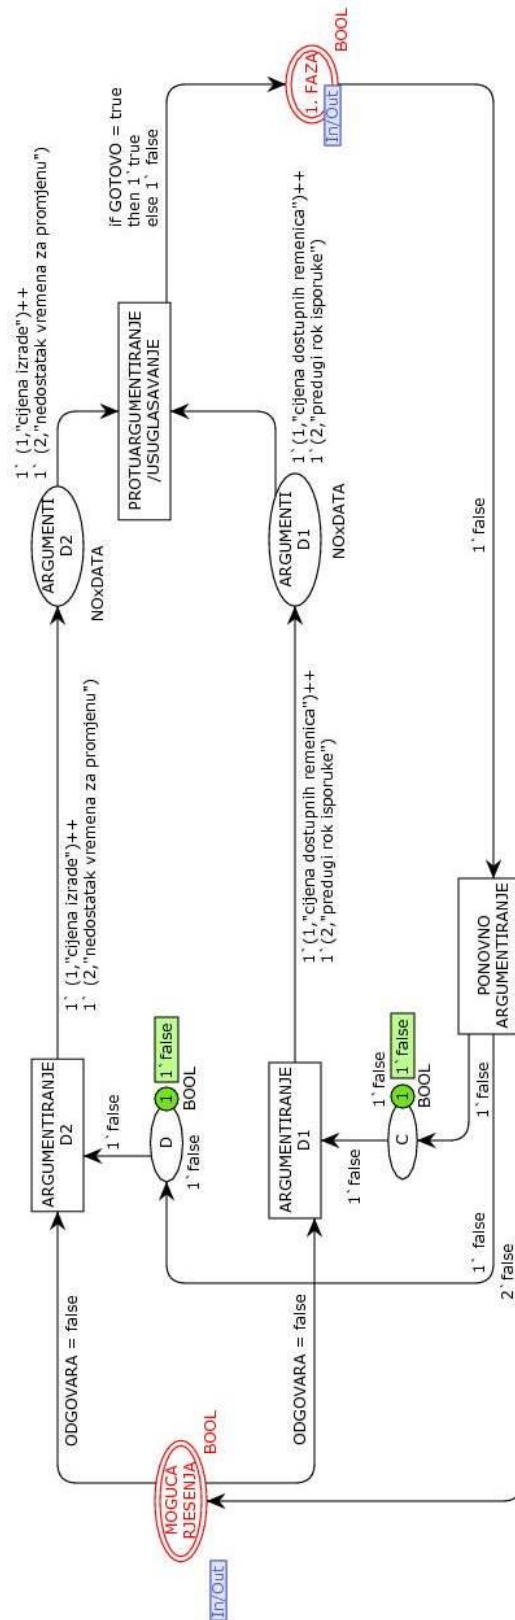 MOGUCA
RJESENJA
BOOL
In/Out
ODGOVARA = false
ODGOVARA = false
ARGUMENTIRANJE
D2
1`false
D
1
1`false
BOOL
1`false
ARGUMENTIRANJE
D1
1`false
C
1`false
1
1`false
BOOL
1` (1,"cijena izrade")++
1` (2,"nedostatak vremena za promjenu")
1`(1,"cijena dostupnih remenica")++
1`(2,"predugi rok isporuke")
PONOVNO
ARGUMENTIRANJE
1`false
1` false
2`false
1`false
ARGUMENTI
D2
NOxDATA
1` (1,"cijena izrade")++
1` (2,"nedostatak vremena za promjenu")
ARGUMENTI
D1
NOxDATA
1`(1,"cijena dostupnih remenica")++
1`(2,"predugi rok isporuke")
PROTUARGUMENTIRANJE
/USUGLASAVANJE
if GOTOVO = true
then 1`true
else 1` false
1. FAZA
In/Out
BOOL